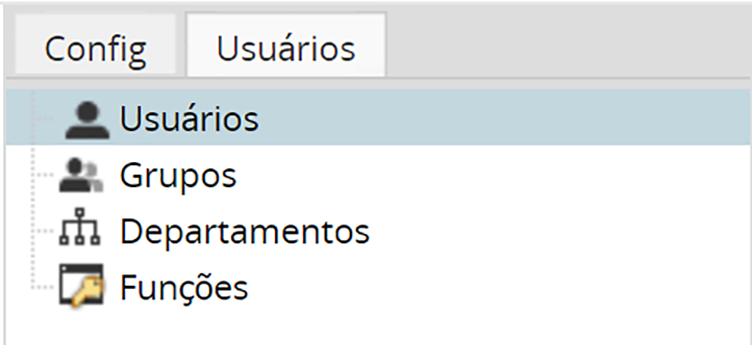 Config Usuários
Usuários
Grupos
Departamentos
Funções